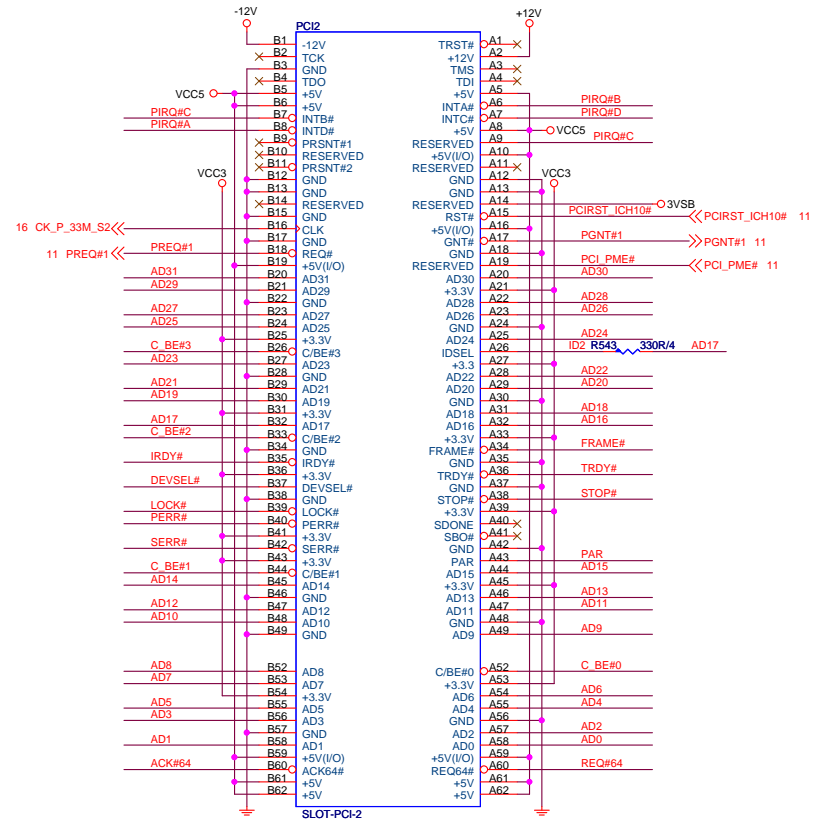 -12V +12V
PCI2
B1 -12V TRST# A1
B2 TCK +12V A2
B3 GND TMS A3
B4 TDO TDI A4
VCC5 B5 +5V +5V A5
B6 +5V INTA# A6 PIRQ#B
PIRQ#C B7 INTB# INTC# A7 PIRQ#D
PIRQ#A B8 INTD# +5V A8 VCC5
B9 PRSNT#1 RESERVED A9 PIRQ#C
B10 RESERVED +5V(I/O) A10
B11 PRSNT#2 RESERVED A11
VCC3 B12 GND GND A12 VCC3
B13 GND GND A13
B14 RESERVED RESERVED A14 3VSB
B15 GND RST# A15 PCIRST_ICH10# PCIRST_ICH10# 11
16 CK_P_33M_S2 B16 CLK +5V(I/O) A16
B17 GND GNT# A17 PGNT#1 PGNT#1 11
11 PREQ#1 PREQ#1 B18 REQ# GND A18
B19 +5V(I/O) RESERVED A19 PCI_PME# PCI_PME# 11
AD31 B20 AD31 AD30 A20 AD30
AD29 B21 AD29 +3.3V A21
B22 GND AD28 A22 AD28
AD27 B23 AD27 AD26 A23 AD26
AD25 B24 AD25 GND A24
B25 +3.3V AD24 A25 AD24
C_BE#3 B26 C/BE#3 IDSEL A26 ID2 R543 330R/4 AD17
AD23 B27 AD23 +3.3 A27
B28 GND AD22 A28 AD22
AD21 B29 AD21 AD20 A29 AD20
AD19 B30 AD19 GND A30
B31 +3.3V AD18 A31 AD18
AD17 B32 AD17 AD16 A32 AD16
C_BE#2 B33 C/BE#2 +3.3V A33
B34 GND FRAME# A34 FRAME#
IRDY# B35 IRDY# GND A35
B36 +3.3V TRDY# A36 TRDY#
DEVSEL# B37 DEVSEL# GND A37
B38 GND STOP# A38 STOP#
LOCK# B39 LOCK# +3.3V A39
PERR# B40 PERR# SDONE A40
B41 +3.3V SBO# A41
SERR# B42 SERR# GND A42
B43 +3.3V PAR A43 PAR
C_BE#1 B44 C/BE#1 AD15 A44 AD15
AD14 B45 AD14 +3.3V A45
B46 GND AD13 A46 AD13
AD12 B47 AD12 AD11 A47 AD11
AD10 B48 AD10 GND A48
B49 GND AD9 A49 AD9
AD8 B52 AD8 C/BE#0 A52 C_BE#0
AD7 B53 AD7 +3.3V A53
B54 +3.3V AD6 A54 AD6
AD5 B55 AD5 AD4 A55 AD4
AD3 B56 AD3 GND A56
B57 GND AD2 A57 AD2
AD1 B58 AD1 AD0 A58 AD0
B59 +5V(I/O) +5V(I/O) A59
ACK#64 B60 ACK64# REQ64# A60 REQ#64
B61 +5V +5V A61
B62 +5V +5V A62
SLOT-PCI-2